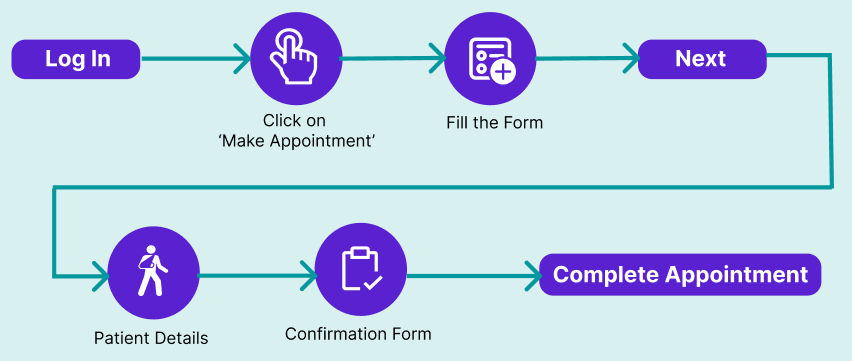 Log In
Click on
‘Make Appointment’
Fill the Form
Next
Patient Details
Confirmation Form
Complete Appointment